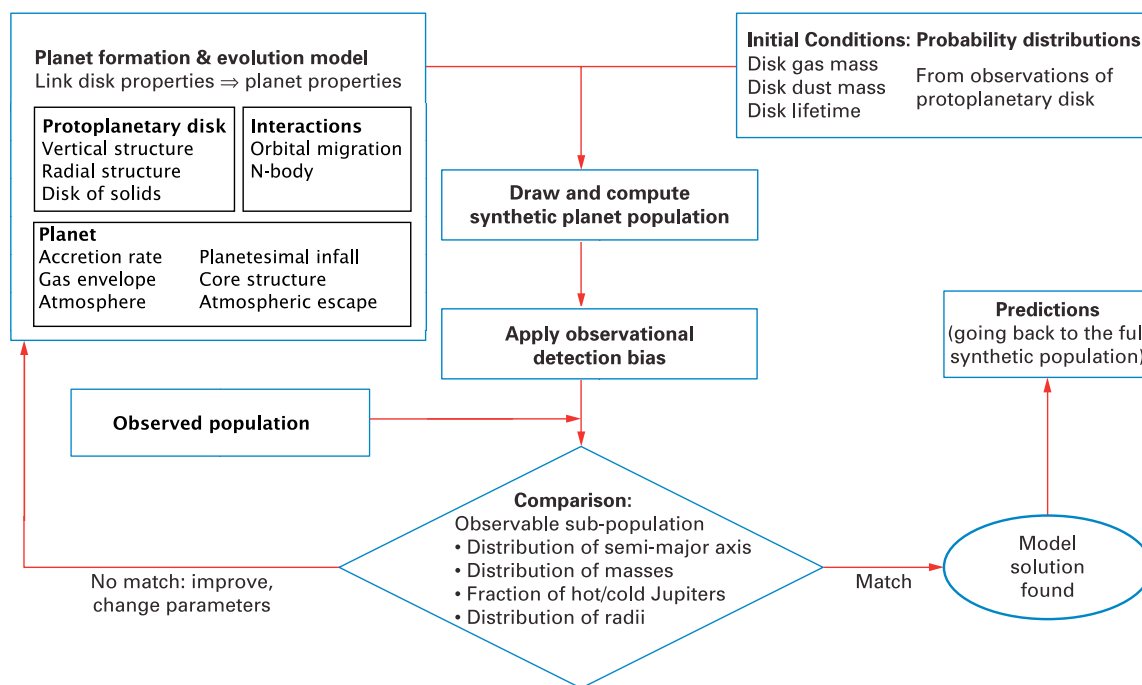 Planet formation & evolution model
Link disk properties ⇒ planet properties
Protoplanetary disk
Vertical structure
Radial structure
Disk of solids
Interactions
Orbital migration
N-body
Planet
Accretion rate Planetesimal infall
Gas envelope Core structure
Atmosphere Atmospheric escape
Initial Conditions: Probability distributions
Disk gas mass
Disk dust mass
Disk lifetime
From observations of
protoplanetary disk
Draw and compute
synthetic planet population
Apply observational
detection bias
Observed population
Comparison:
Observable sub-population
• Distribution of semi-major axis
• Distribution of masses
• Fraction of hot/cold Jupiters
• Distribution of radii
No match: improve,
change parameters
Match
Model
solution
found
Predictions
(going back to the ful
synthetic population)